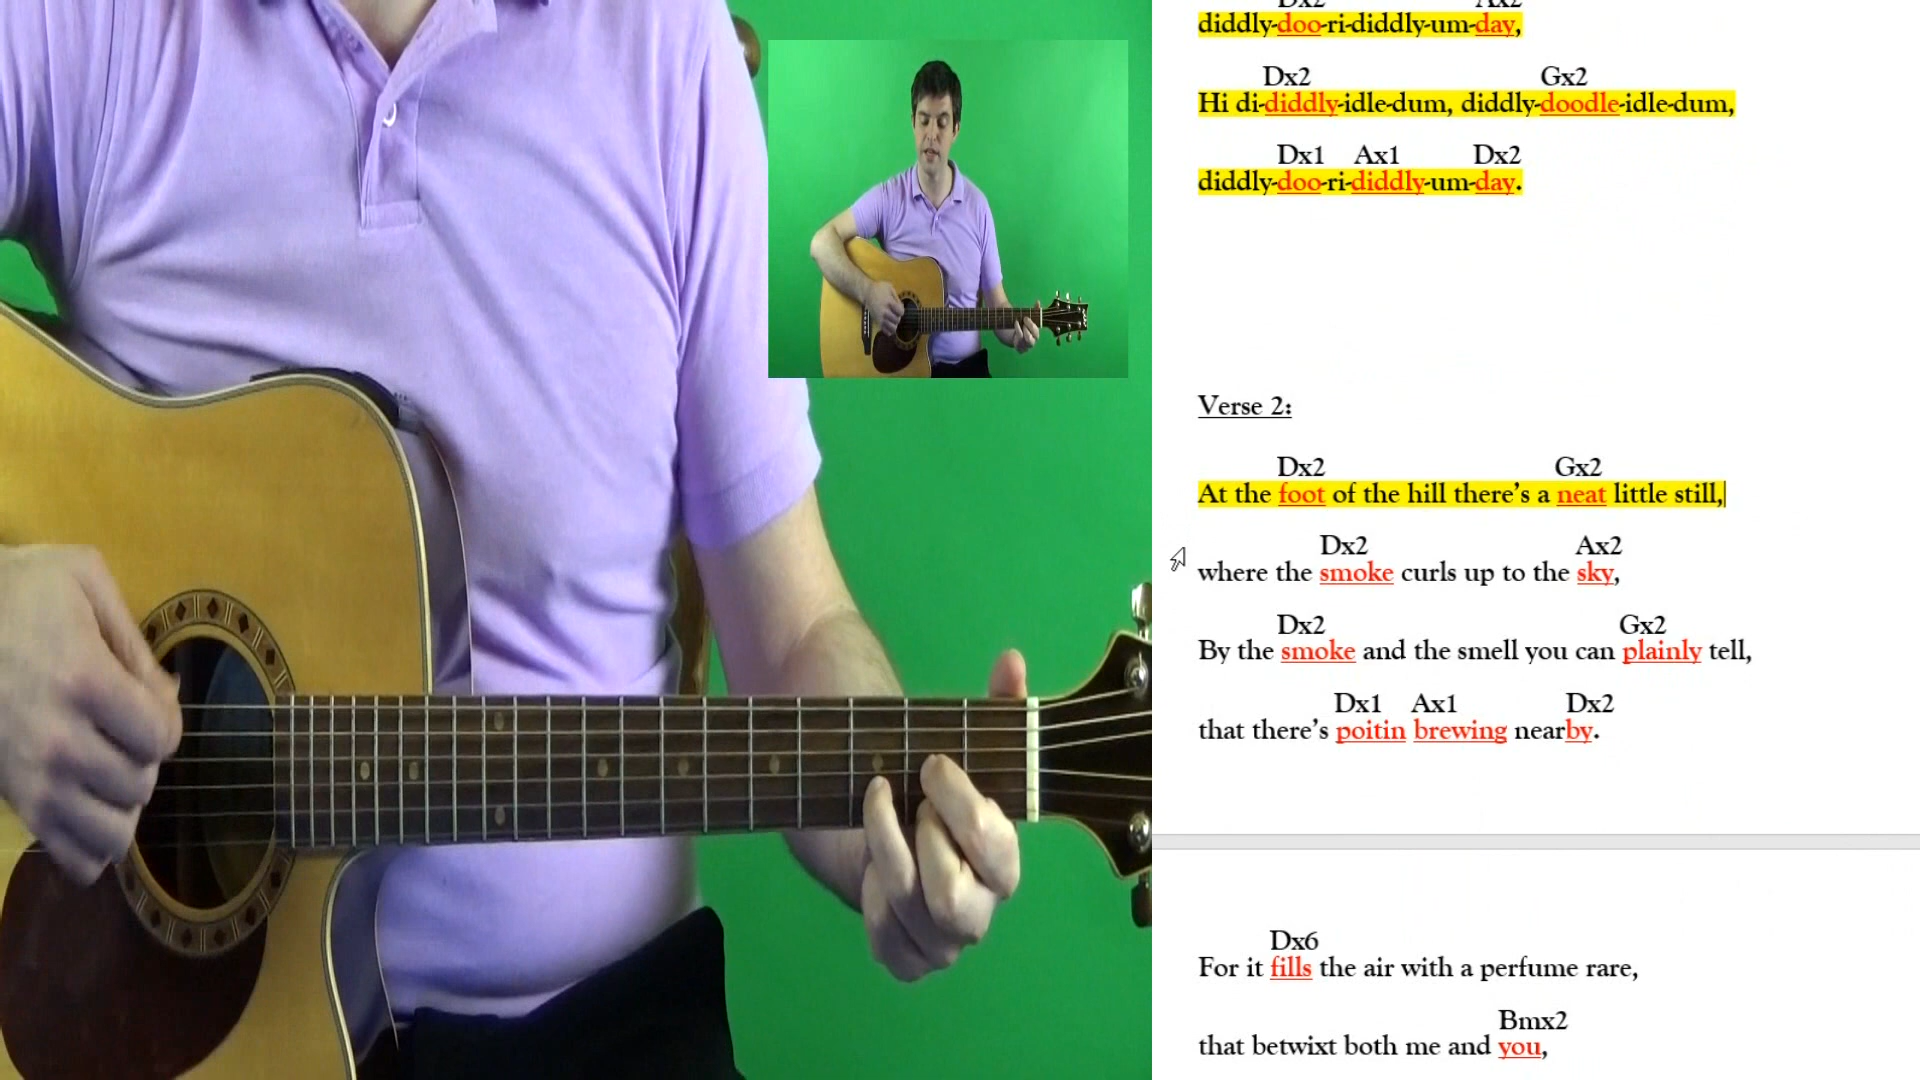 Dx2 Ax2
diddly-doo-ri-diddly-um-day,
Dx2 Gx2
Hi di-diddly-idle-dum, diddly-doodle-idle-dum,
Dx1 Ax1 Dx2
diddly-doo-ri-diddly-um-day.
Verse 2:
Dx2 Gx2
At the foot of the hill there's a neat little still,
Dx2 Ax2
where the smoke curls up to the sky,
Dx2 Gx2
By the smoke and the smell you can plainly tell,
Dx1 Ax1 Dx2
that there's poitin brewing nearby.
Dx6
For it fills the air with a perfume rare,
Bmx2
that betwixt both me and you,